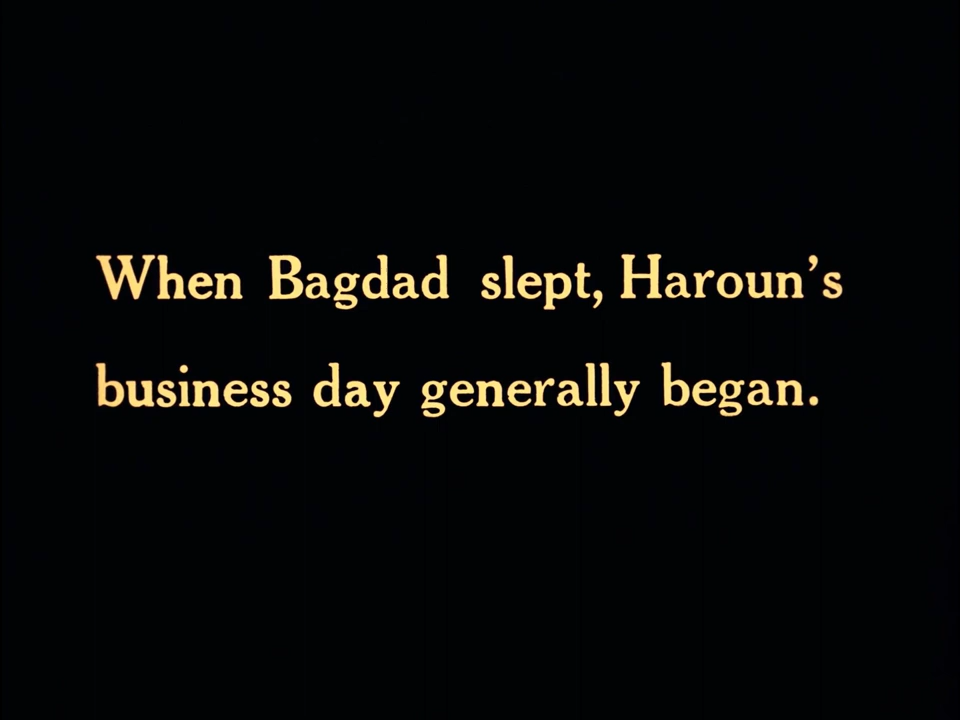 When Bagdad slept, Haroun's
business day generally began.